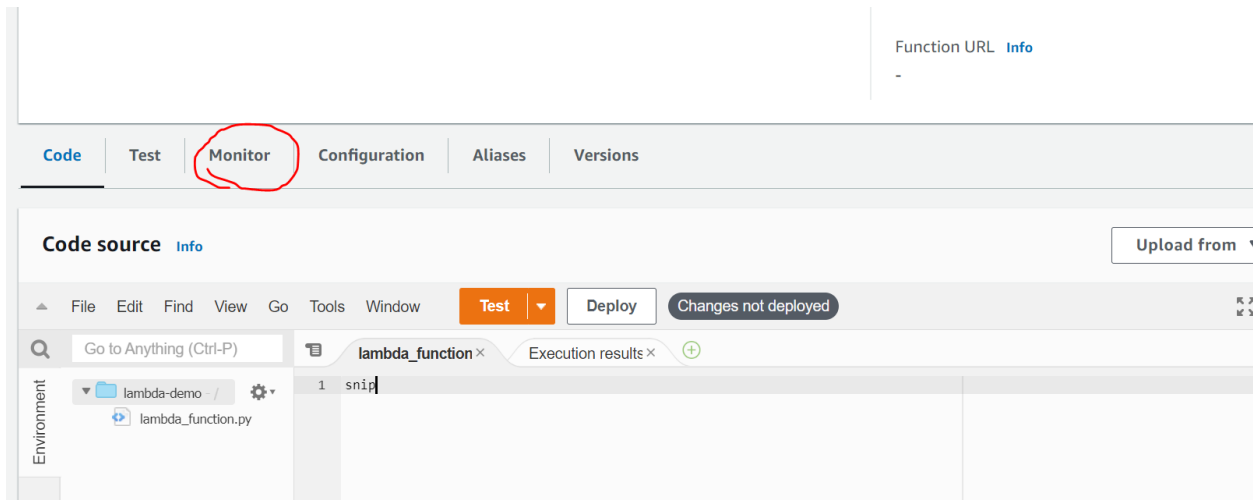 Function URL Info
-
Code Test Monitor Configuration Aliases Versions
Code source Info
Upload from
File Edit Find View Go Tools Window Test Deploy Changes not deployed
Go to Anything (Ctrl-P)
lambda_function × Execution results ×
Environment
lambda-demo - /
1 snip
lambda_function.py